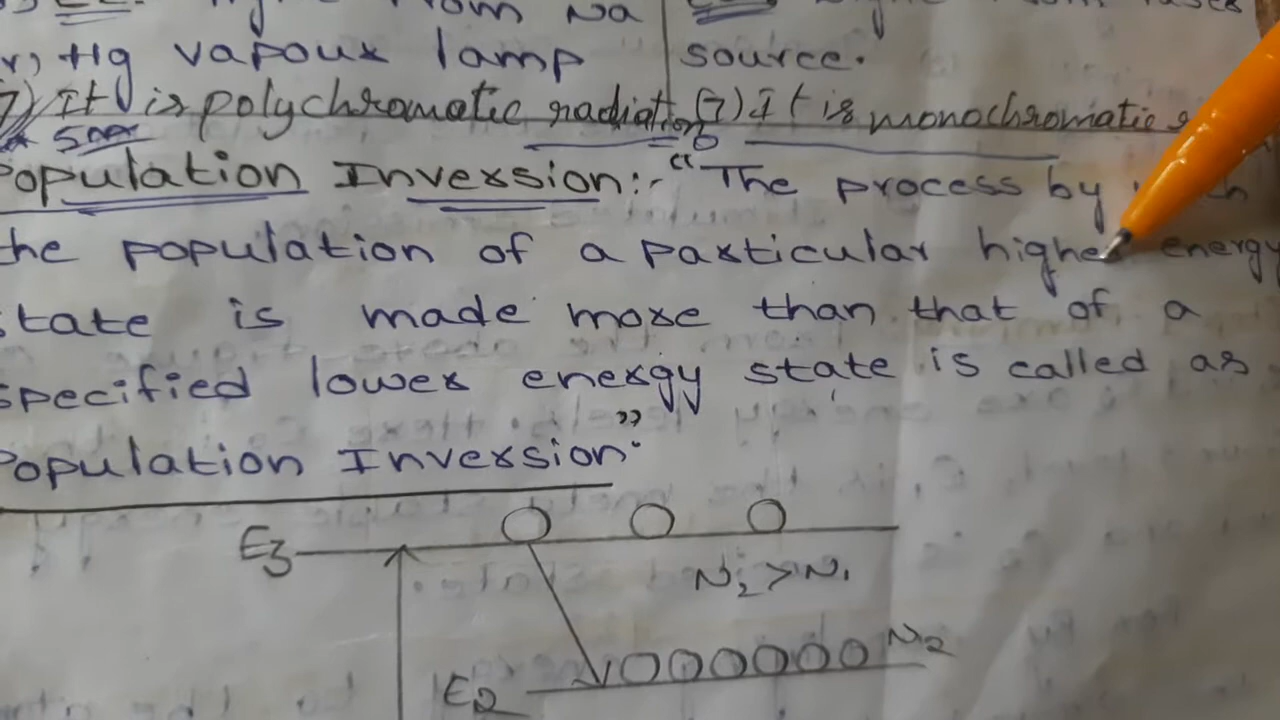 from Na
Hg vapour lamp
source.
7) It is polychromatic radiation
(7) It is monochromatic
Population Inversion:- "The process by
the population of a particular higher energy
state is made more than that of a
specified lower energy state is called as
Population Inversion."
E3
N2 > N1
N2
E2